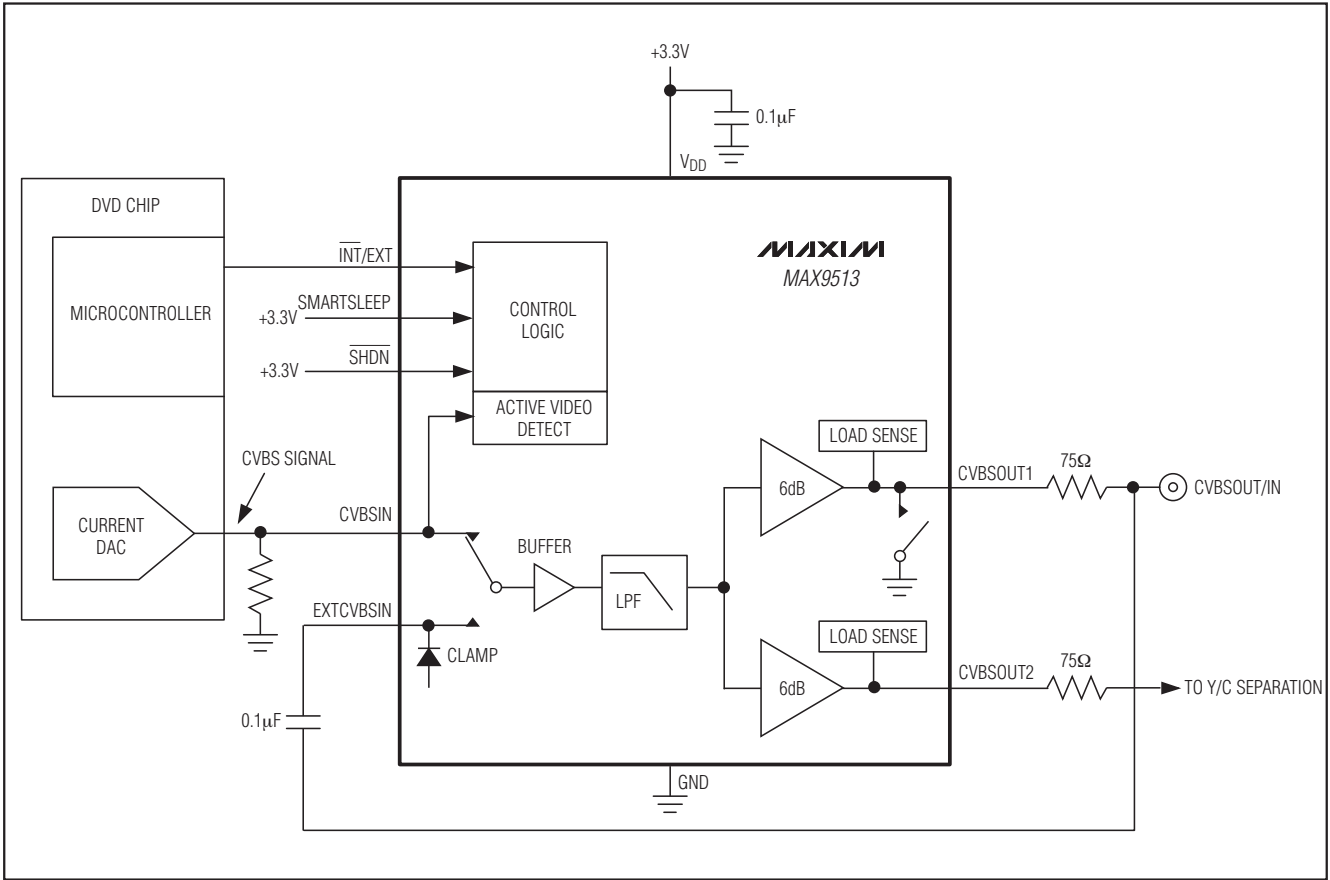 +3.3V
0.1μF
VDD
DVD CHIP
MICROCONTROLLER
INT/EXT
SMARTSLEEP
+3.3V
SHDN
+3.3V
CONTROL
LOGIC
ACTIVE VIDEO
DETECT
MAXIM
MAX9513
CVBS SIGNAL
CURRENT
DAC
CVBSIN
BUFFER
LPF
EXTCVBSIN
CLAMP
0.1μF
LOAD SENSE
6dB
CVBSOUT1
75Ω
CVBSOUT/IN
LOAD SENSE
6dB
CVBSOUT2
75Ω
TO Y/C SEPARATION
GND